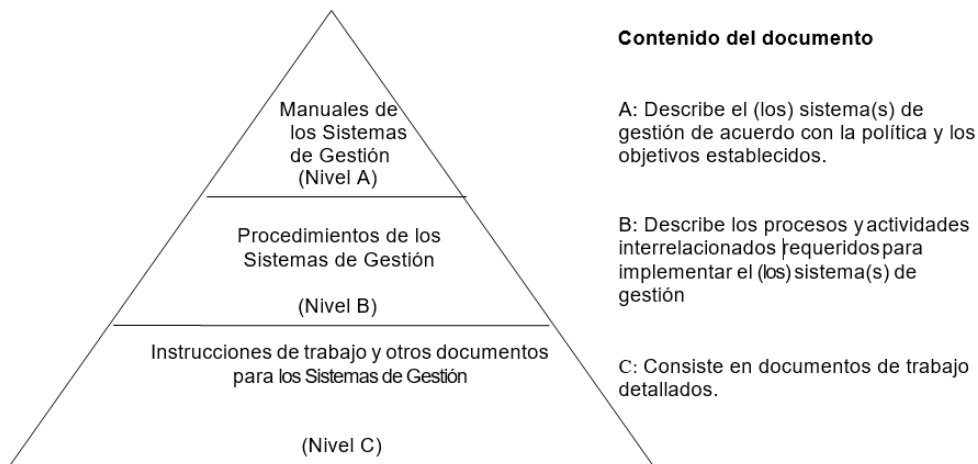 Manuales de
los Sistemas
de Gestión
(Nivel A)
Procedimientos de los
Sistemas de Gestión
(Nivel B)
Instrucciones de trabajo y otros documentos
para los Sistemas de Gestión
(Nivel C)
Contenido del documento
A: Describe el (los) sistema(s) de
gestión de acuerdo con la política y los
objetivos establecidos.
B: Describe los procesos y actividades
interrelacionados requeridos para
implementar el (los) sistema(s) de
gestión
C: Consiste en documentos de trabajo
detallados.